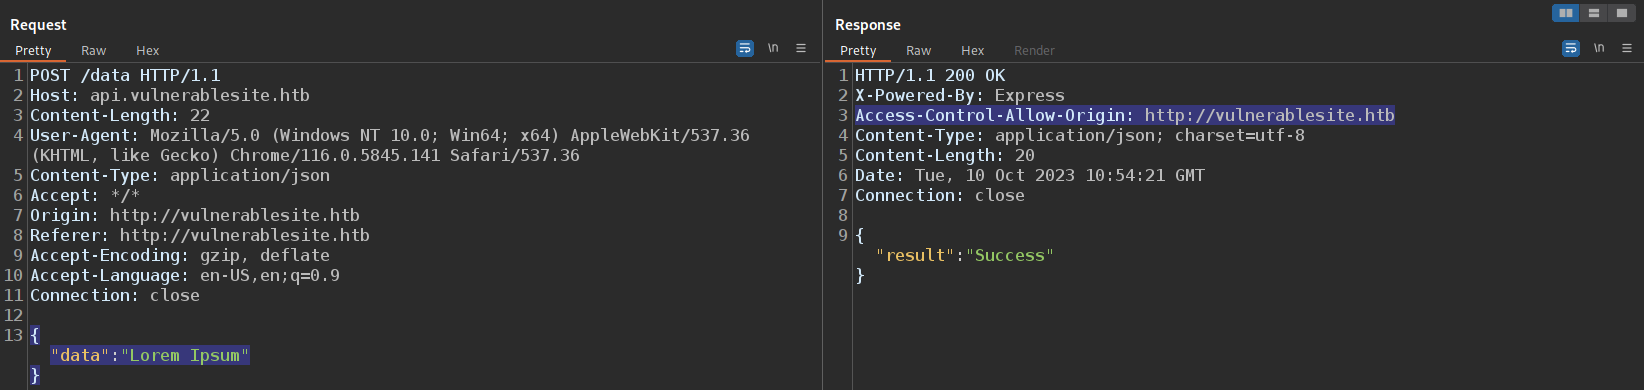 Request
Pretty Raw Hex \n
1 POST /data HTTP/1.1
2 Host: api.vulnerablesite.htb
3 Content-Length: 22
4 User-Agent: Mozilla/5.0 (Windows NT 10.0; Win64; x64) AppleWebKit/537.36
(KHTML, like Gecko) Chrome/116.0.5845.141 Safari/537.36
5 Content-Type: application/json
6 Accept: */*
7 Origin: http://vulnerablesite.htb
8 Referer: http://vulnerablesite.htb
9 Accept-Encoding: gzip, deflate
10 Accept-Language: en-US,en;q=0.9
11 Connection: close
12
13 {
"data":"Lorem Ipsum"
}
Response
Pretty Raw Hex Render \n
1 HTTP/1.1 200 OK
2 X-Powered-By: Express
3 Access-Control-Allow-Origin: http://vulnerablesite.htb
4 Content-Type: application/json; charset=utf-8
5 Content-Length: 20
6 Date: Tue, 10 Oct 2023 10:54:21 GMT
7 Connection: close
8
9 {
"result":"Success"
}